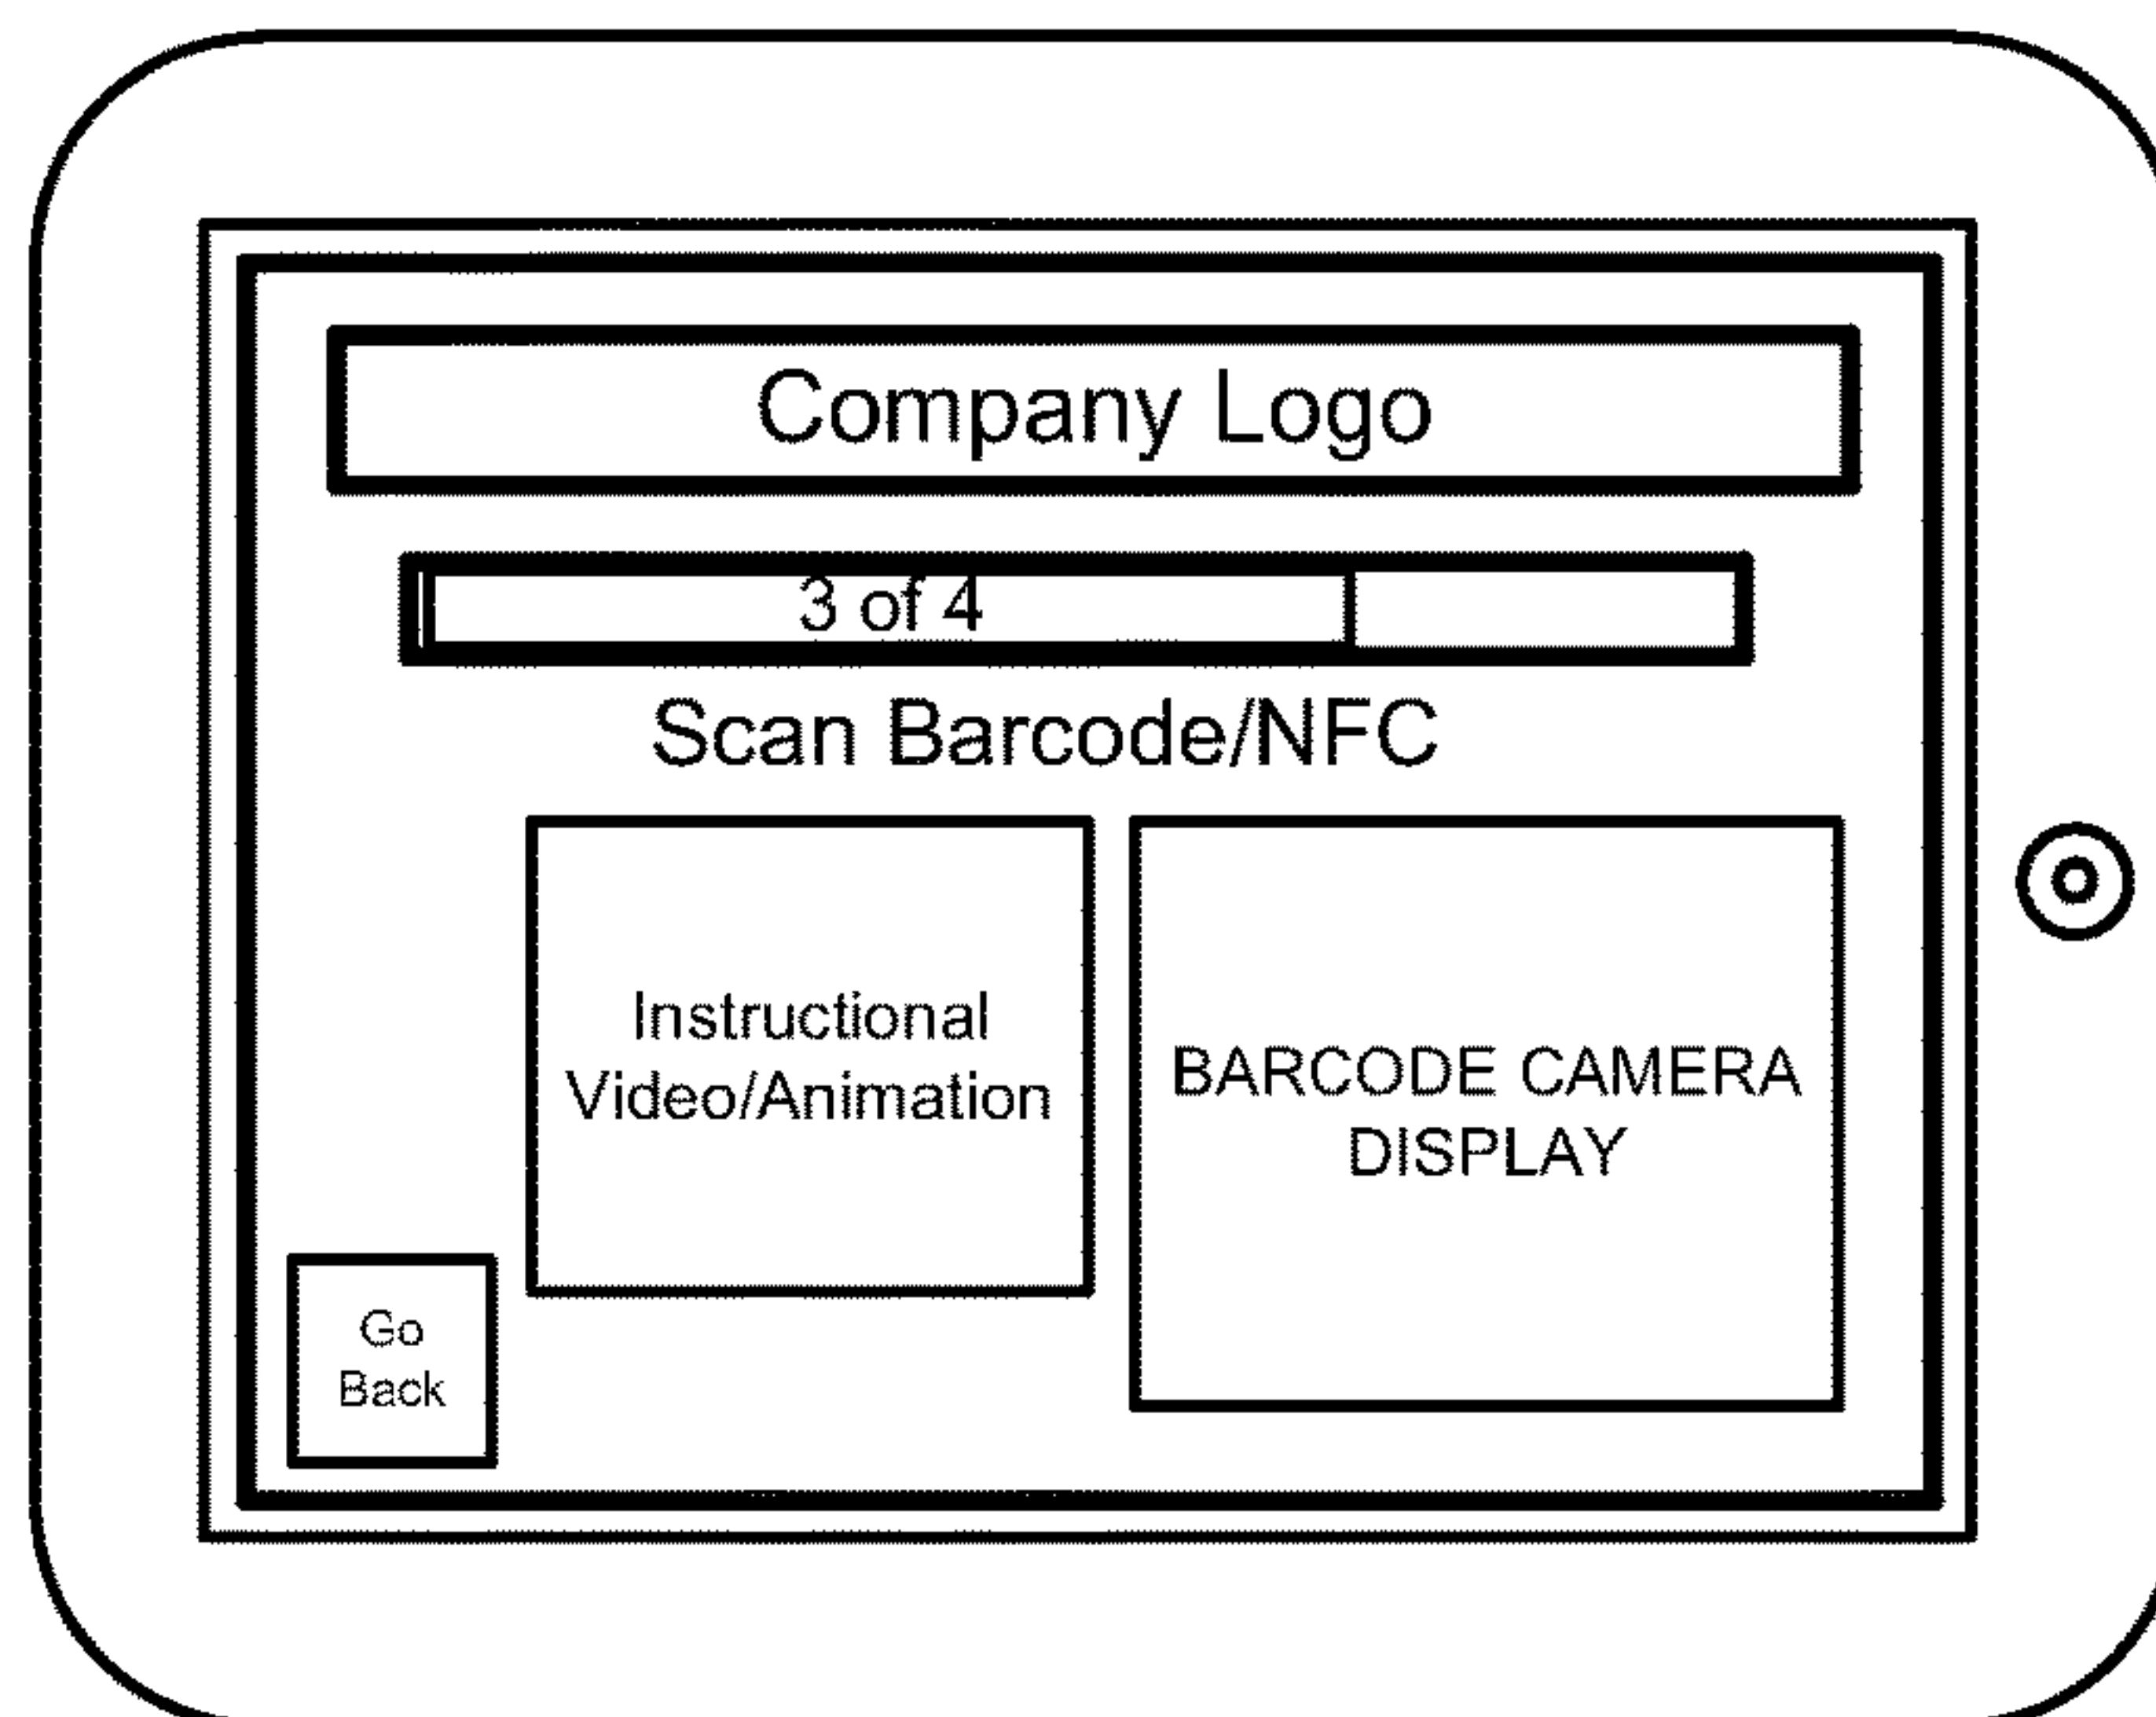 Company Logo
3 of 4
Scan Barcode/NFC
Instructional
Video/Animation
BARCODE CAMERA
DISPLAY
Go
Back